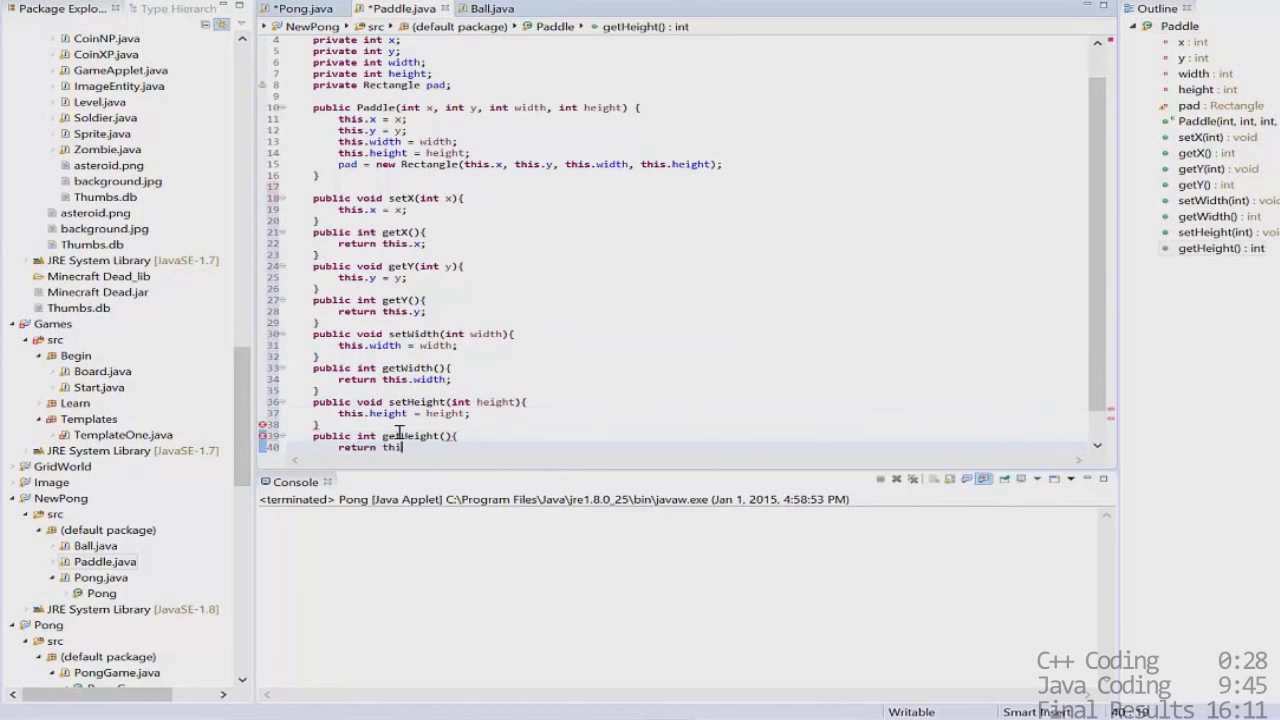 Package Explo...
Type Hierarch
CoinNP.java
CoinXP.java
GameApplet.java
ImageEntity.java
Level.java
Soldier.java
Sprite.java
Zombie.java
asteroid.png
background.jpg
Thumbs.db
asteroid.png
background.jpg
Thumbs.db
JRE System Library [JavaSE-1.7]
Minecraft Dead_lib
Minecraft Dead.jar
Thumbs.db
Games
src
Begin
Board.java
Start.java
Learn
Templates
TemplateOne.java
JRE System Library [JavaSE-1.7]
GridWorld
Image
NewPong
src
(default package)
Ball.java
Paddle.java
Pong.java
Pong
JRE System Library [JavaSE-1.8]
Pong
src
(default package)
PongGame.java
*Pong.java
*Paddle.java
Ball.java
NewPong src (default package) Paddle getHeight() : int
4 private int x;
5 private int y;
6 private int width;
7 private int height;
8 private Rectangle pad;
9
10 public Paddle(int x, int y, int width, int height) {
11 this.x = x;
12 this.y = y;
13 this.width = width;
14 this.height = height;
15 pad = new Rectangle(this.x, this.y, this.width, this.height);
16 }
17
18 public void setX(int x){
19 this.x = x;
20 }
21 public int getX(){
22 return this.x;
23 }
24 public void getY(int y){
25 this.y = y;
26 }
27 public int getY(){
28 return this.y;
29 }
30 public void setWidth(int width){
31 this.width = width;
32 }
33 public int getWidth(){
34 return this.width;
35 }
36 public void setHeight(int height){
37 this.height = height;
38 }
39 public int getHeight(){
40 return thi
Console
<terminated> Pong [Java Applet] C:\Program Files\Java\jre1.8.0_25\bin\javaw.exe (Jan 1, 2015, 4:58:53 PM)
Outline
Paddle
x : int
y : int
width : int
height : int
pad : Rectangle
Paddle(int, int, int,
setX(int) : void
getX() : int
getY(int) : void
getY() : int
setWidth(int) : void
getWidth() : int
setHeight(int) : voi
getHeight() : int
C++ Coding 0:28
Java Coding 9:45
Final Results 16:11
Writable
Smart Insert